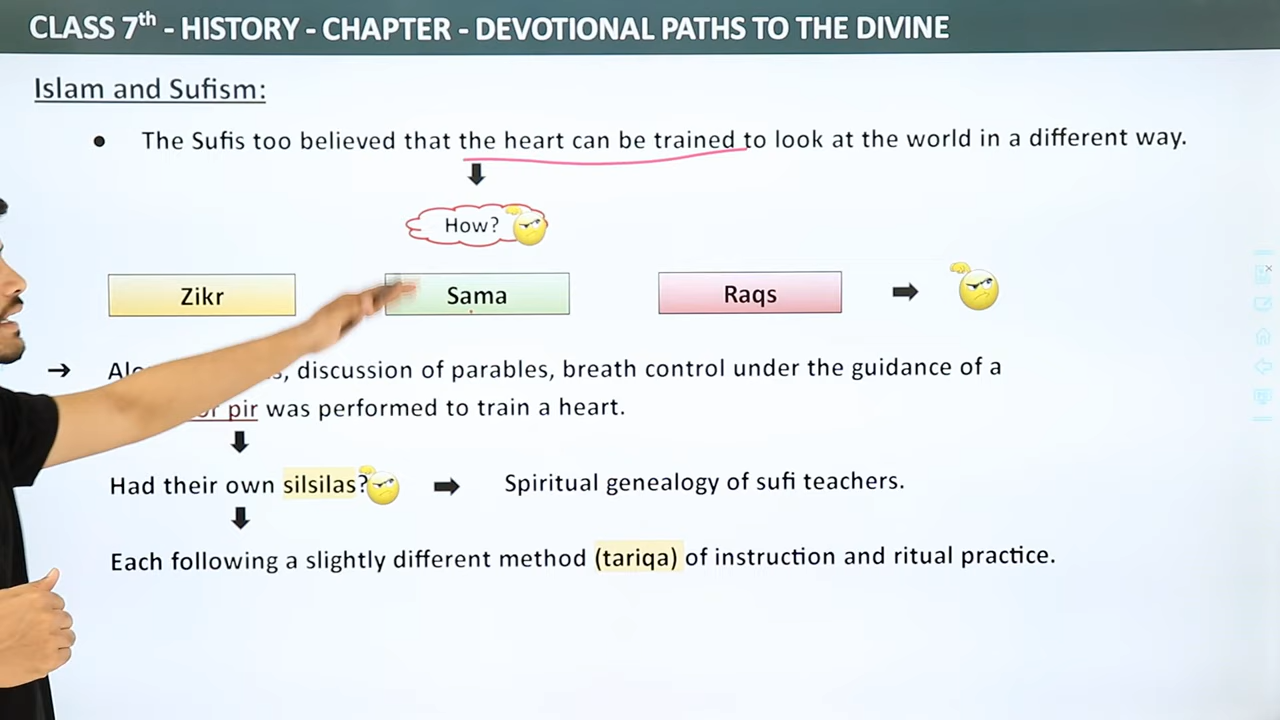 CLASS 7th - HISTORY - CHAPTER - DEVOTIONAL PATHS TO THE DIVINE
Islam and Sufism:
• The Sufis too believed that the heart can be trained to look at the world in a different way.
How?
Zikr Sama Raqs
discussion of parables, breath control under the guidance of a
pir was performed to train a heart.
Had their own silsilas? Spiritual genealogy of sufi teachers.
Each following a slightly different method (tariqa) of instruction and ritual practice.